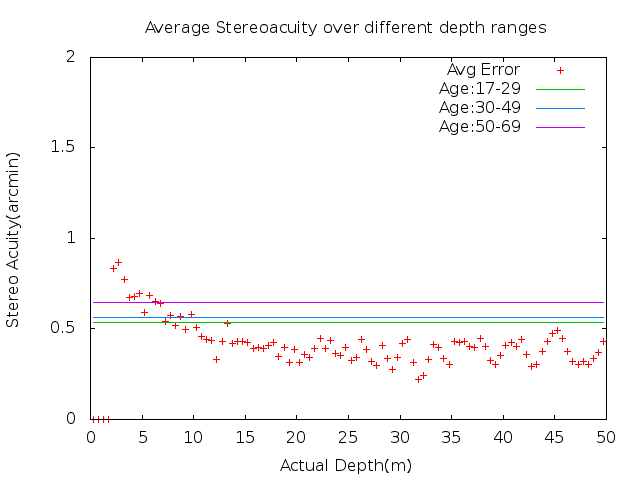 Average Stereoacuity over different depth ranges
2
1.5
1
0.5
0
Stereo Acuity(arcmin)
Avg Error
Age:17-29
Age:30-49
Age:50-69
0 5 10 15 20 25 30 35 40 45 50
Actual Depth(m)